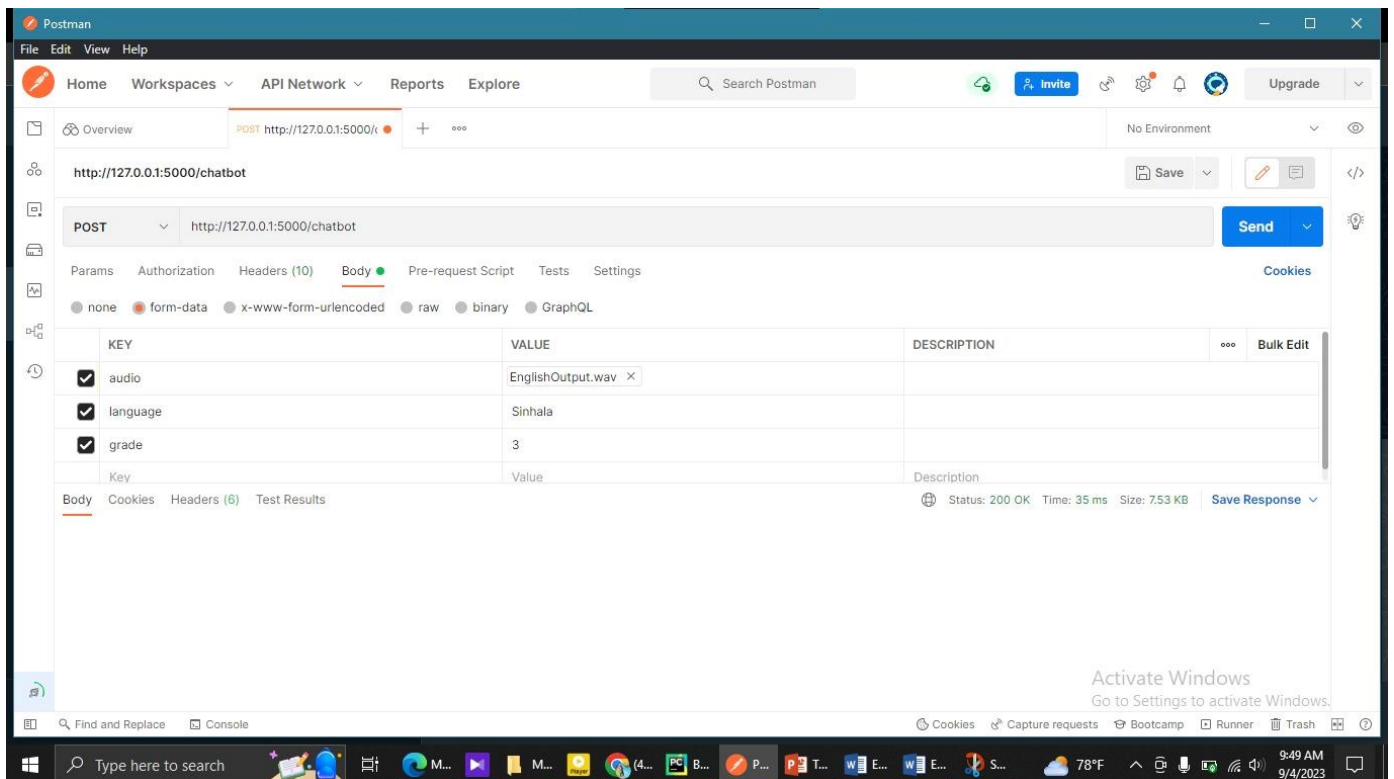 Postman
File Edit View Help
Home Workspaces API Network Reports Explore Search Postman Invite Upgrade
Overview POST http://127.0.0.1:5000/c No Environment
http://127.0.0.1:5000/chatbot Save
POST http://127.0.0.1:5000/chatbot Send
Params Authorization Headers (10) Body Pre-request Script Tests Settings Cookies
none form-data x-www-form-urlencoded raw binary GraphQL
KEY VALUE DESCRIPTION Bulk Edit
audio EnglishOutput.wav
language Sinhala
grade 3
Key Value Description
Body Cookies Headers (6) Test Results Status: 200 OK Time: 35 ms Size: 7.53 KB Save Response
Activate Windows
Go to Settings to activate Windows.
Find and Replace Console Cookies Capture requests Bootcamp Runner Trash
Type here to search M... M... (4... PC B... P... T... E... E... S... 78°F 9:49 AM
9/4/2023